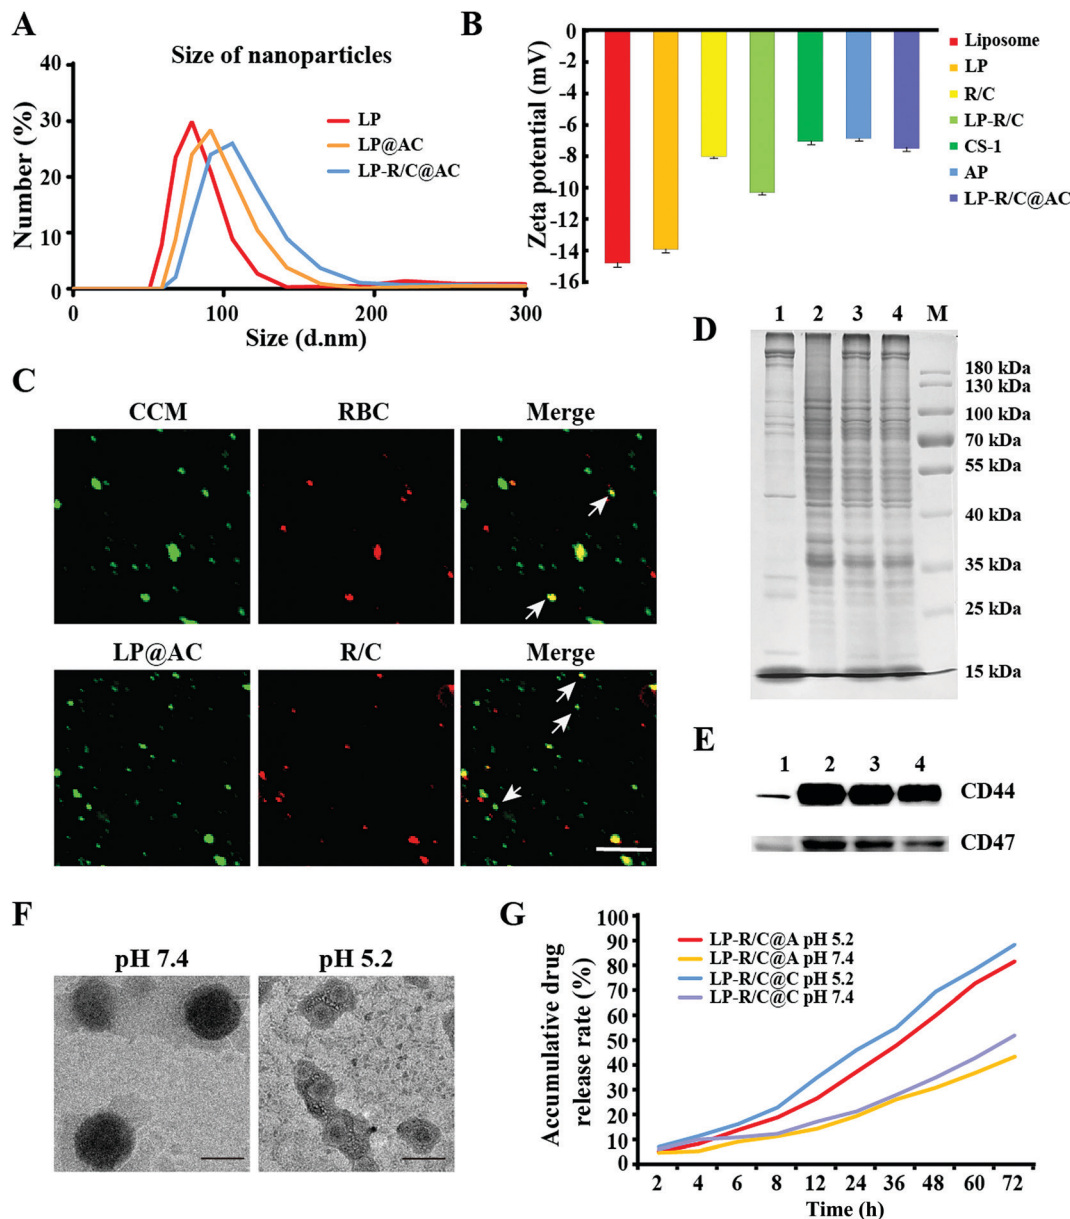 A
Size of nanoparticles
Number (%)
40
30
20
10
0
LP
LP@AC
LP-R/C@AC
0
100
200
300
Size (d.nm)
B
Zeta potential (mV)
0
-2
-4
-6
-8
-10
-12
-14
-16
Liposome
LP
R/C
LP-R/C
CS-1
AP
LP-R/C@AC
C
CCM
RBC
Merge
LP@AC
R/C
Merge
D
1 2 3 4 M
180 kDa
130 kDa
100 kDa
70 kDa
55 kDa
40 kDa
35 kDa
25 kDa
15 kDa
E
1 2 3 4
CD44
CD47
F
pH 7.4
pH 5.2
G
Accumulative drug
release rate (%)
100
90
80
70
60
50
40
30
20
10
0
LP-R/C@A pH 5.2
LP-R/C@A pH 7.4
LP-R/C@C pH 5.2
LP-R/C@C pH 7.4
2 4 6 8 12 24 36 48 60 72
Time (h)